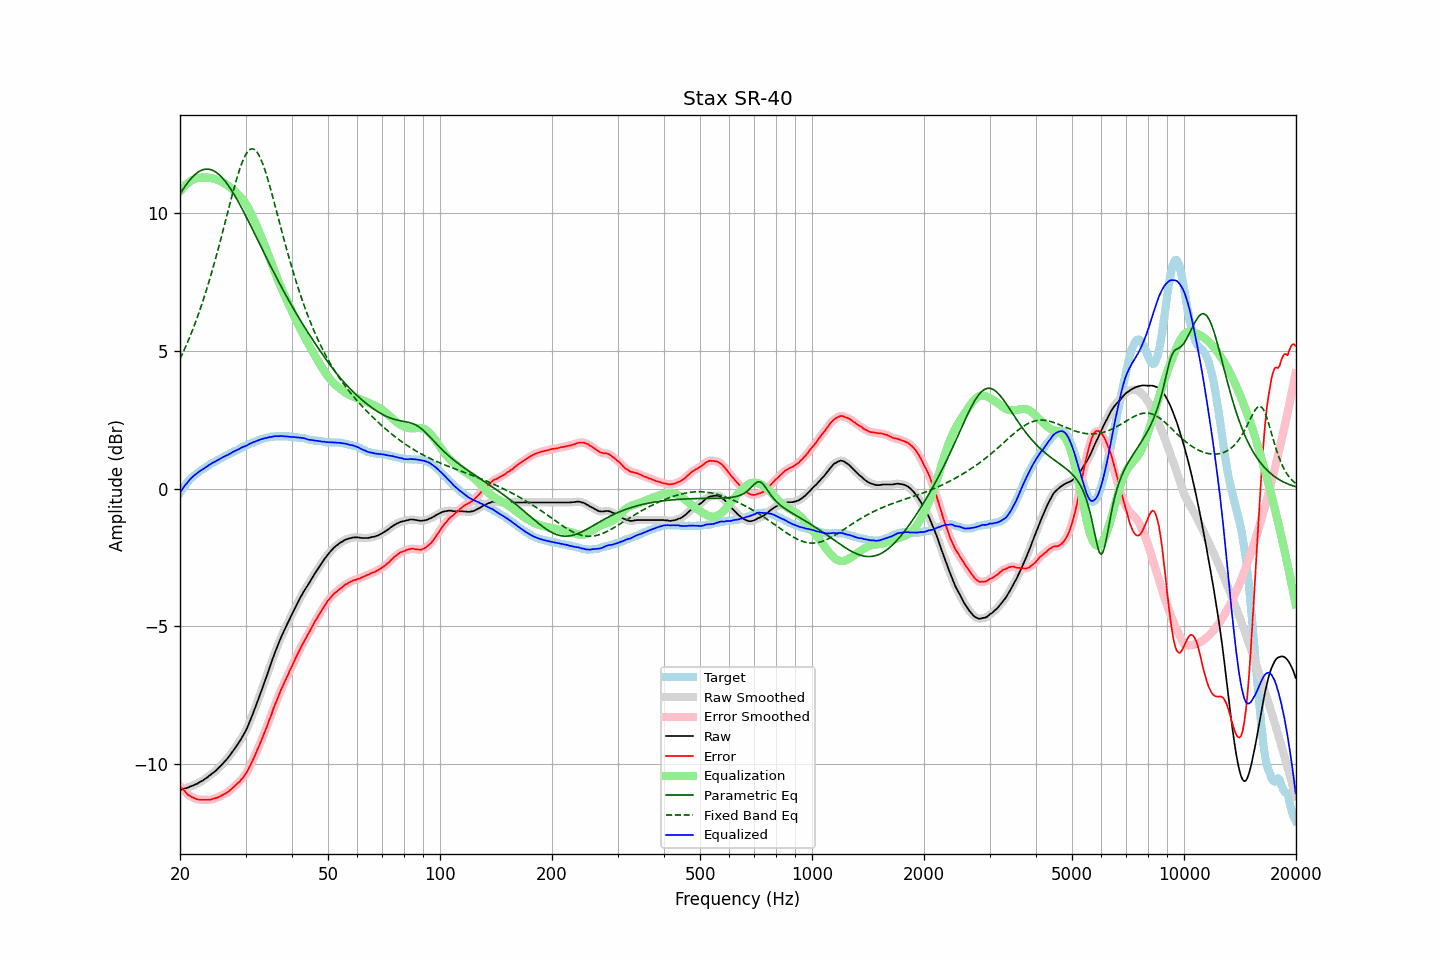 Stax SR-40
Amplitude (dBr)
10
5
0
−5
−10
Target
Raw Smoothed
Error Smoothed
Raw
Error
Equalization
Parametric Eq
Fixed Band Eq
Equalized
20 50 100 200 500 1000 2000 5000 10000 20000
Frequency (Hz)